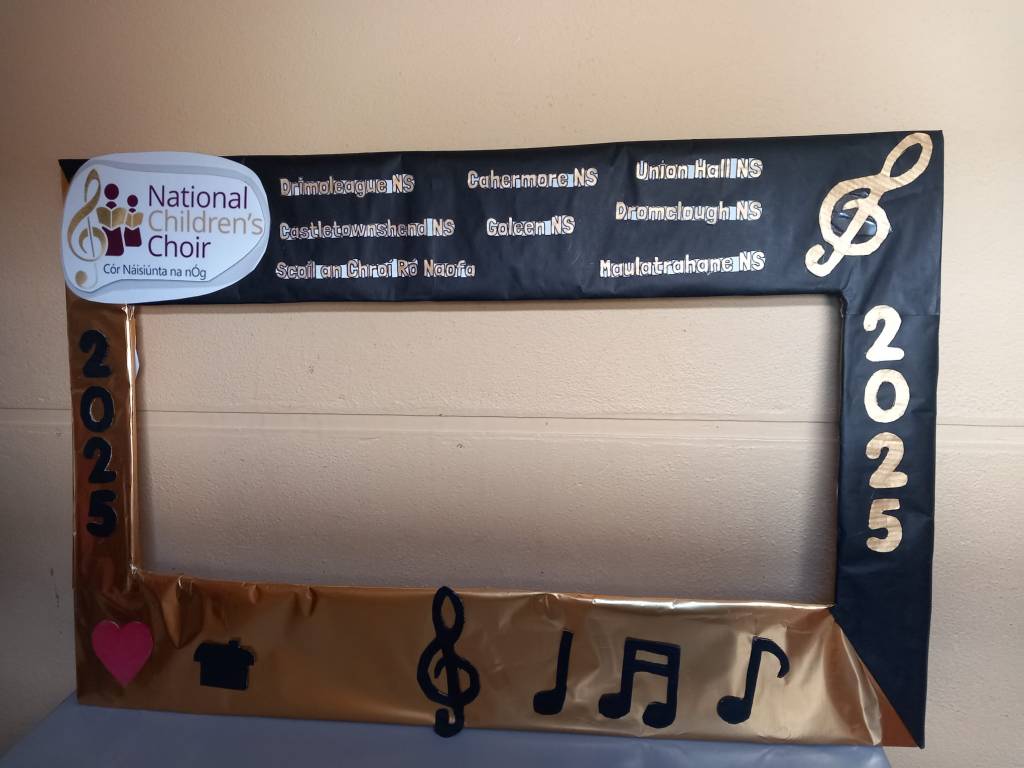 National
Children's
Choir
Cór Náisiúnta na nÓg
Drimoleague NS
Cahermore NS
Union Hall NS
Castletownshend NS
Goleen NS
Dromclough NS
Scoil an Chroí Ró Naofa
Maulatrahane NS
2025
2025